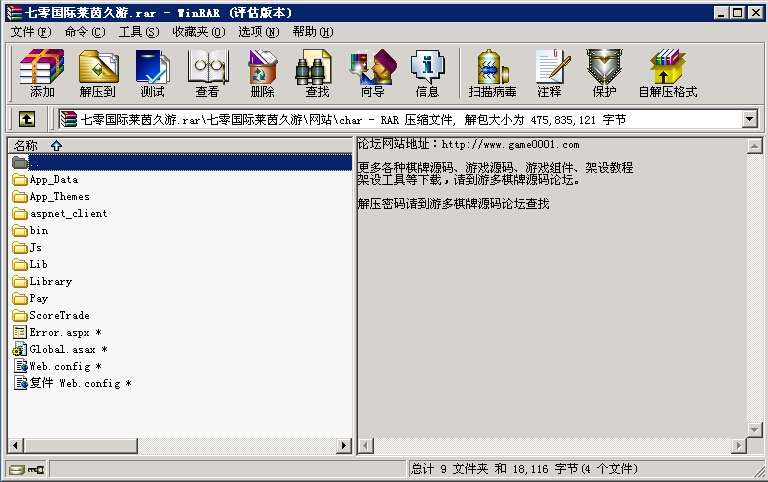 七零国际莱茵久游.rar - WinRAR (评估版本)
文件(F) 命令(C) 工具(S) 收藏夹(O) 选项(N) 帮助(H)
添加 解压到 测试 查看 删除 查找 向导 信息 扫描病毒 注释 保护 自解压格式
七零国际莱茵久游.rar\七零国际莱茵久游\网站\char - RAR 压缩文件, 解包大小为 475,835,121 字节
名称
..
App_Data
App_Themes
aspnet_client
bin
Js
Lib
Library
Pay
ScoreTrade
Error.aspx *
Global.asax *
Web.config *
复件 Web.config *
论坛网站地址：http://www.game0001.com
更多各种棋牌源码、游戏源码、游戏组件、架设教程
架设工具等下载，请到游多棋牌源码论坛。
解压密码请到游多棋牌源码论坛查找
总计 9 文件夹 和 18,116 字节(4 个文件)